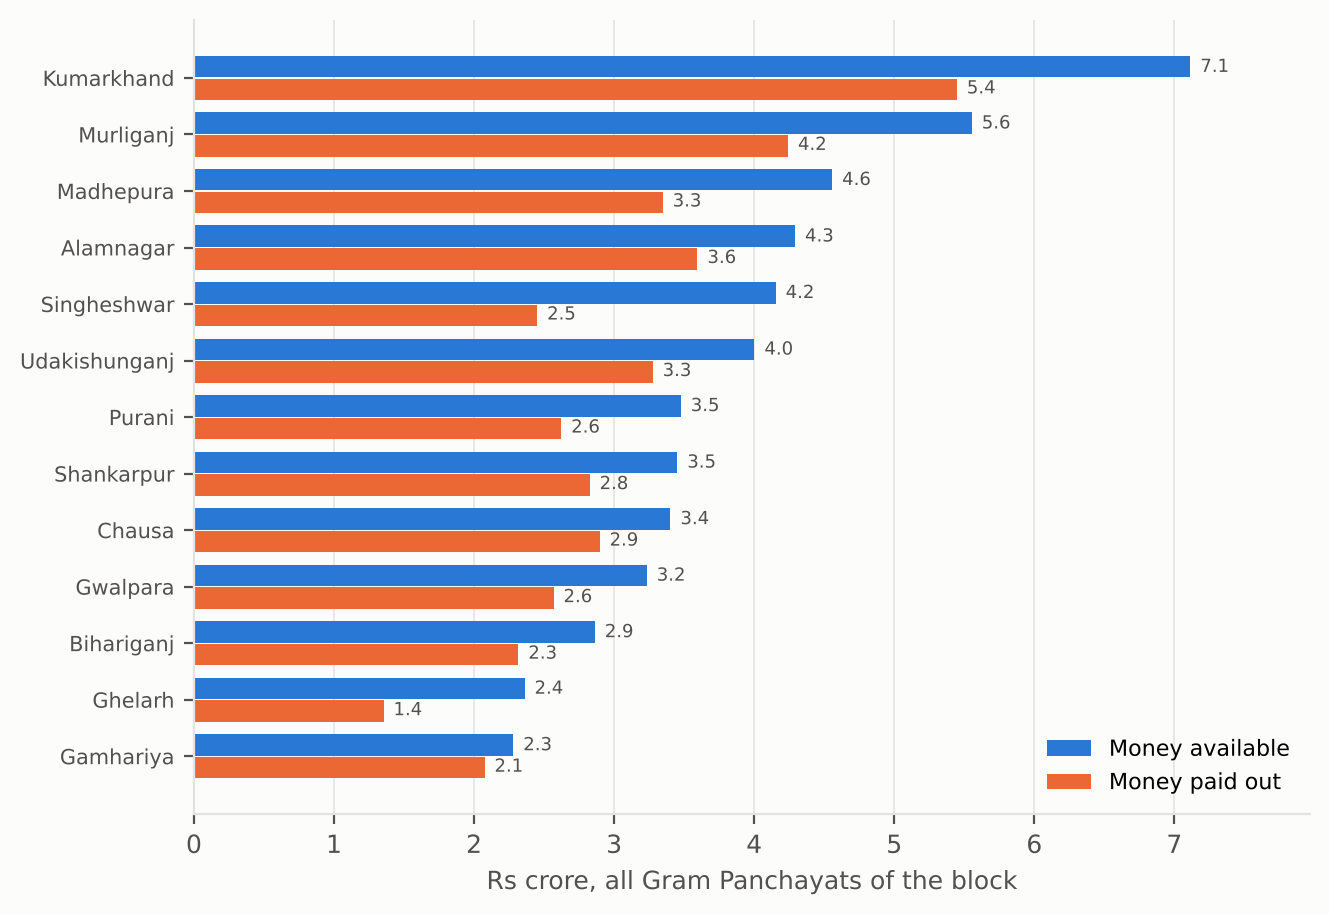 Kumarkhand 7.1
5.4
Murliganj 5.6
4.2
Madhepura 4.6
3.3
Alamnagar 4.3
3.6
Singheshwar 4.2
2.5
Udakishunganj 4.0
3.3
Purani 3.5
2.6
Shankarpur 3.5
2.8
Chausa 3.4
2.9
Gwalpara 3.2
2.6
Bihariganj 2.9
2.3
Ghelarh 2.4
1.4
Gamhariya 2.3
2.1
Money available
Money paid out
0 1 2 3 4 5 6 7
Rs crore, all Gram Panchayats of the block